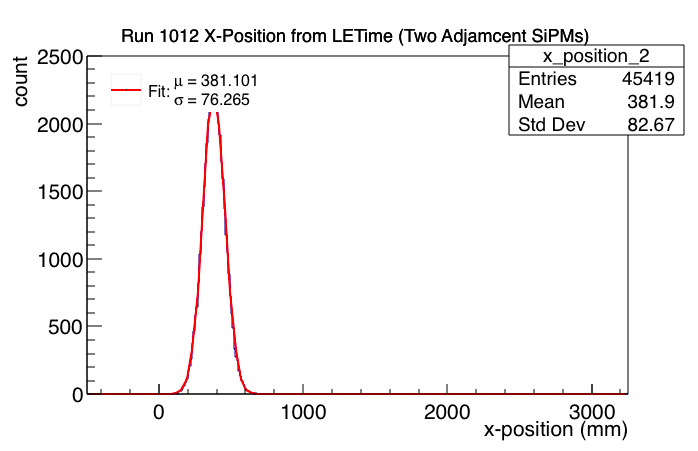 Run 1012 X-Position from LETime (Two Adjamcent SiPMs)
x_position_2
Entries 45419
Mean 381.9
Std Dev 82.67
Fit: μ = 381.101
σ = 76.265
count
2500
2000
1500
1000
500
0
0 1000 2000 3000
x-position (mm)